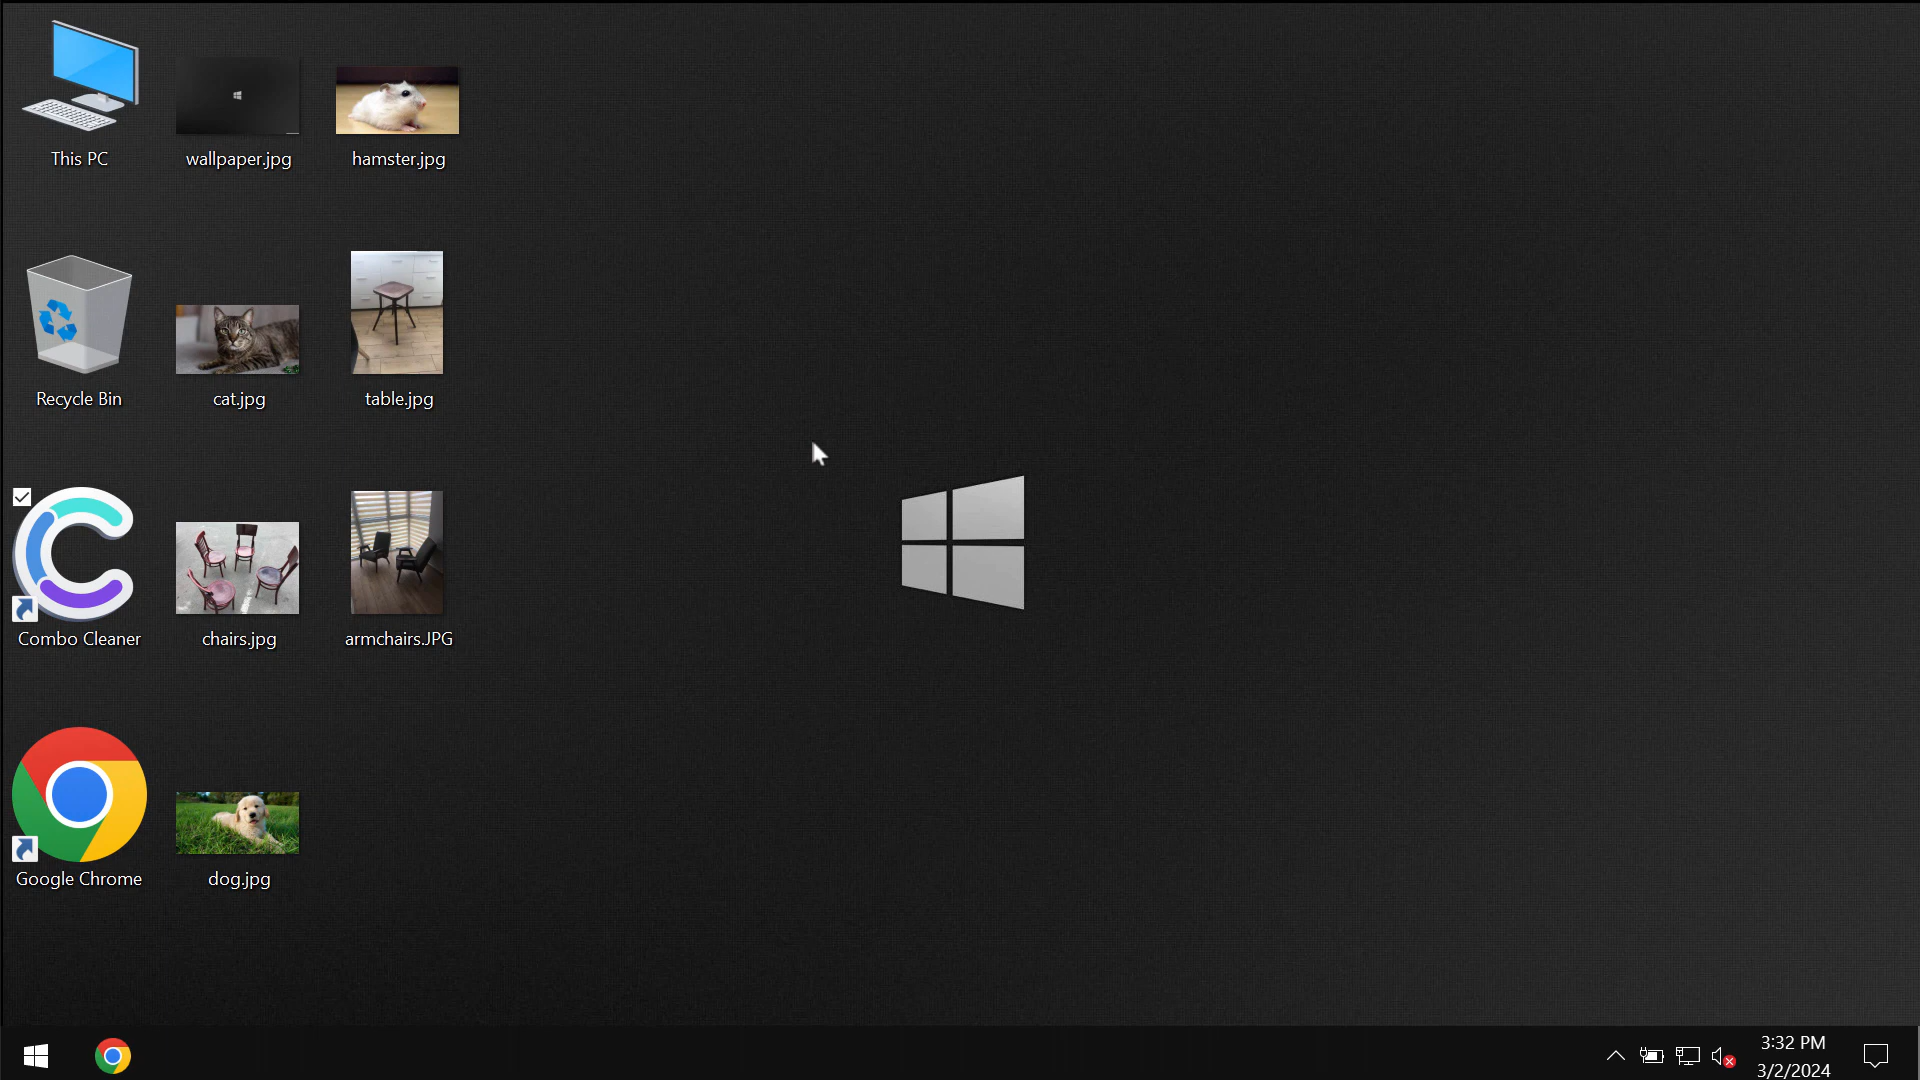 This PC
wallpaper.jpg
hamster.jpg
Recycle Bin
cat.jpg
table.jpg
Combo Cleaner
chairs.jpg
armchairs.JPG
Google Chrome
dog.jpg
3:32 PM
3/2/2024